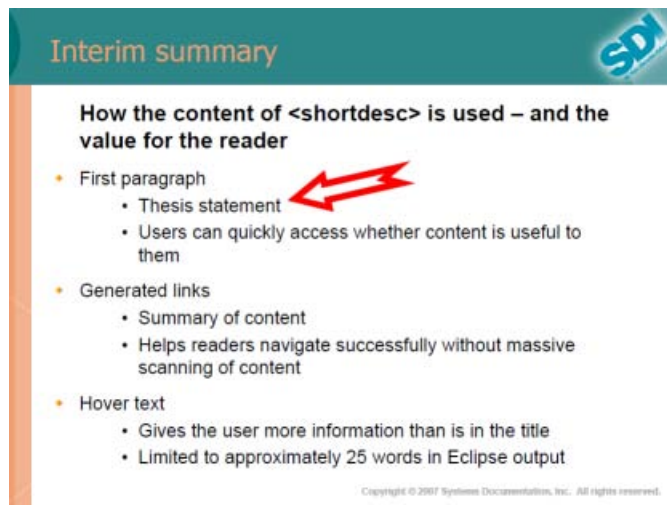 Interim summary
SDI
How the content of <shortdesc> is used – and the
value for the reader
• First paragraph
• Thesis statement
• Users can quickly access whether content is useful to
them
• Generated links
• Summary of content
• Helps readers navigate successfully without massive
scanning of content
• Hover text
• Gives the user more information than is in the title
• Limited to approximately 25 words in Eclipse output
Copyright © 2007 Systems Documentation, Inc. All rights reserved.